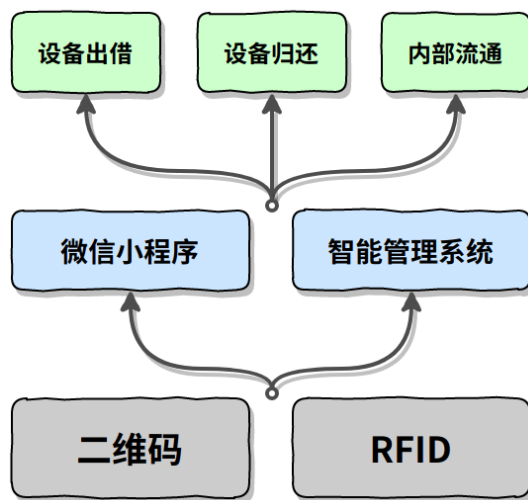 设备出借
设备归还
内部流通
微信小程序
智能管理系统
二维码
RFID